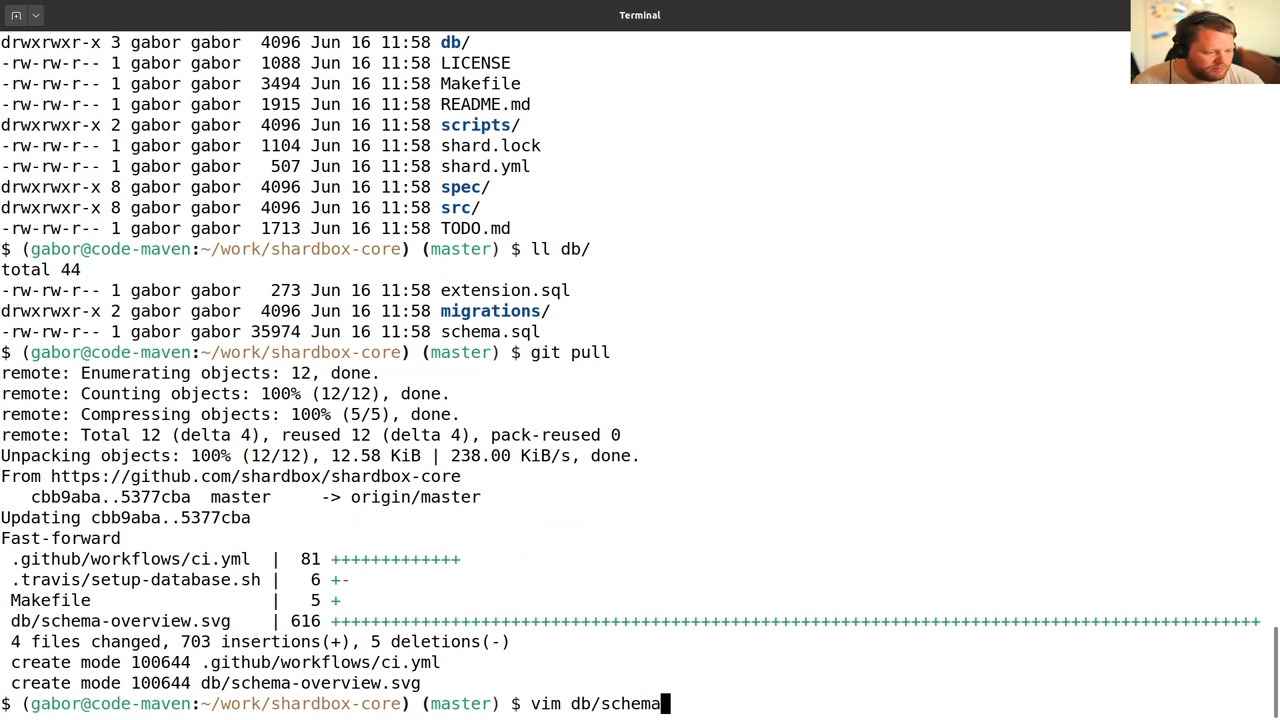 Terminal
drwxrwxr-x 3 gabor gabor  4096 Jun 16 11:58 db/
-rw-rw-r-- 1 gabor gabor  1088 Jun 16 11:58 LICENSE
-rw-rw-r-- 1 gabor gabor  3494 Jun 16 11:58 Makefile
-rw-rw-r-- 1 gabor gabor  1915 Jun 16 11:58 README.md
drwxrwxr-x 2 gabor gabor  4096 Jun 16 11:58 scripts/
-rw-rw-r-- 1 gabor gabor  1104 Jun 16 11:58 shard.lock
-rw-rw-r-- 1 gabor gabor   507 Jun 16 11:58 shard.yml
drwxrwxr-x 8 gabor gabor  4096 Jun 16 11:58 spec/
drwxrwxr-x 8 gabor gabor  4096 Jun 16 11:58 src/
-rw-rw-r-- 1 gabor gabor  1713 Jun 16 11:58 TODO.md
$ (gabor@code-maven:~/work/shardbox-core) (master) $ ll db/
total 44
-rw-rw-r-- 1 gabor gabor   273 Jun 16 11:58 extension.sql
drwxrwxr-x 2 gabor gabor  4096 Jun 16 11:58 migrations/
-rw-rw-r-- 1 gabor gabor 35974 Jun 16 11:58 schema.sql
$ (gabor@code-maven:~/work/shardbox-core) (master) $ git pull
remote: Enumerating objects: 12, done.
remote: Counting objects: 100% (12/12), done.
remote: Compressing objects: 100% (5/5), done.
remote: Total 12 (delta 4), reused 12 (delta 4), pack-reused 0
Unpacking objects: 100% (12/12), 12.58 KiB | 238.00 KiB/s, done.
From https://github.com/shardbox/shardbox-core
   cbb9aba..5377cba  master     -> origin/master
Updating cbb9aba..5377cba
Fast-forward
 .github/workflows/ci.yml  |  81 +++++++++++++
 .travis/setup-database.sh |   6 +-
 Makefile                  |   5 +
 db/schema-overview.svg    | 616 +++++++++++++++++++++++++++++++++++++++++++++++++++++++++++++++++++++++++++++++++++++++++++++
 4 files changed, 703 insertions(+), 5 deletions(-)
 create mode 100644 .github/workflows/ci.yml
 create mode 100644 db/schema-overview.svg
$ (gabor@code-maven:~/work/shardbox-core) (master) $ vim db/schema